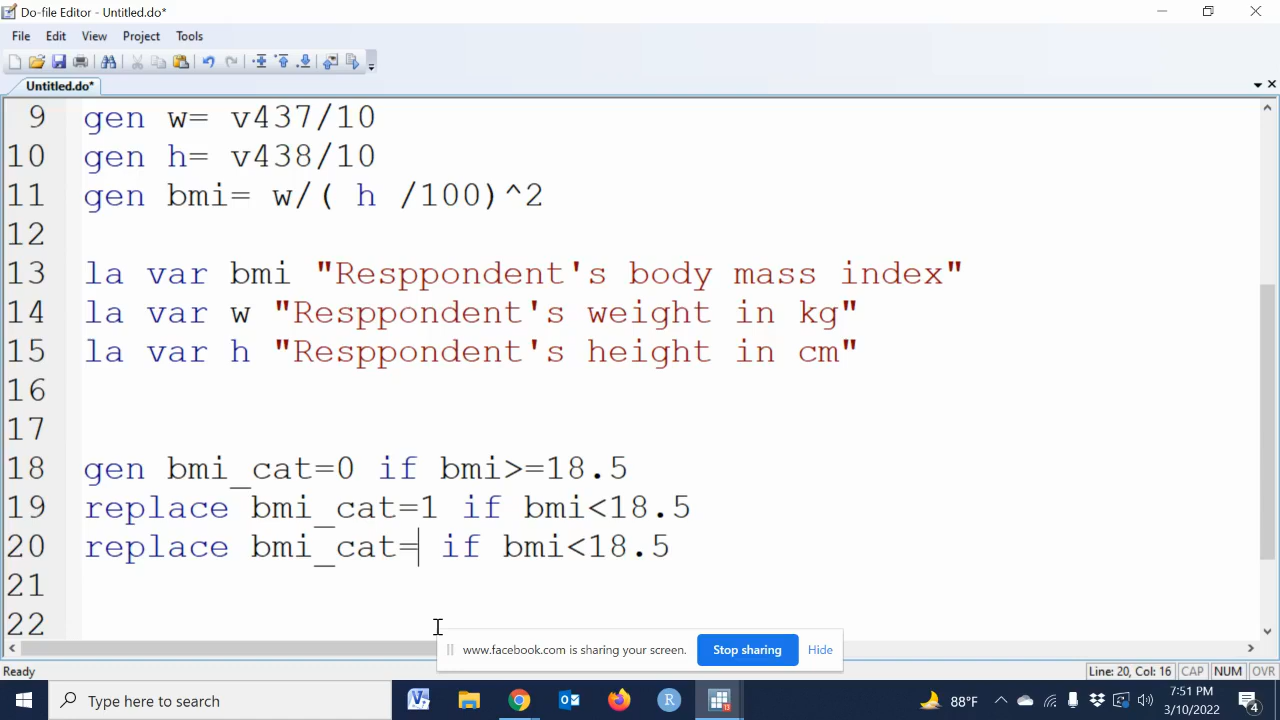 Do-file Editor - Untitled.do*
File Edit View Project Tools
Untitled.do*
9 gen w= v437/10
10 gen h= v438/10
11 gen bmi= w/( h /100)^2
12
13 la var bmi "Resppondent's body mass index"
14 la var w "Resppondent's weight in kg"
15 la var h "Resppondent's height in cm"
16
17
18 gen bmi_cat=0 if bmi>=18.5
19 replace bmi_cat=1 if bmi<18.5
20 replace bmi_cat= if bmi<18.5
21
22
www.facebook.com is sharing your screen. Stop sharing Hide
Ready Line: 20, Col: 16 CAP NUM OVR
Type here to search R 13 88°F 7:51 PM
3/10/2022 4